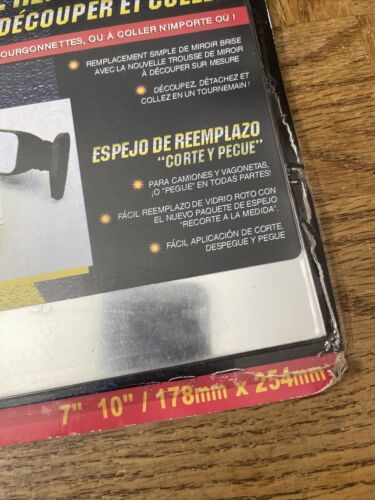 DÉCOUPER ET COLLE
OURGONNETTES, OU À COLLER N'IMPORTE OÙ !
REMPLACEMENT SIMPLE DE MIROIR BRISE
AVEC LA NOUVELLE TROUSSE DE MIROIR
À DÉCOUPER SUR MESURE
DÉCOUPEZ, DÉTACHEZ ET
COLLEZ EN UN TOURNEMAIN !
ESPEJO DE REEMPLAZO
"CORTE Y PEGUE"
PARA CAMIONES Y VAGONETAS,
¡O "PEGUE" EN TODAS PARTES!
FÁCIL REEMPLAZO DE VIDRIO ROTO CON
EL NUEVO PAQUETE DE ESPEJO
"RECORTE A LA MEDIDA".
FÁCIL APLICACIÓN DE CORTE,
DESPEGUE Y PEGUE
7" 10" / 178mm x 254mm